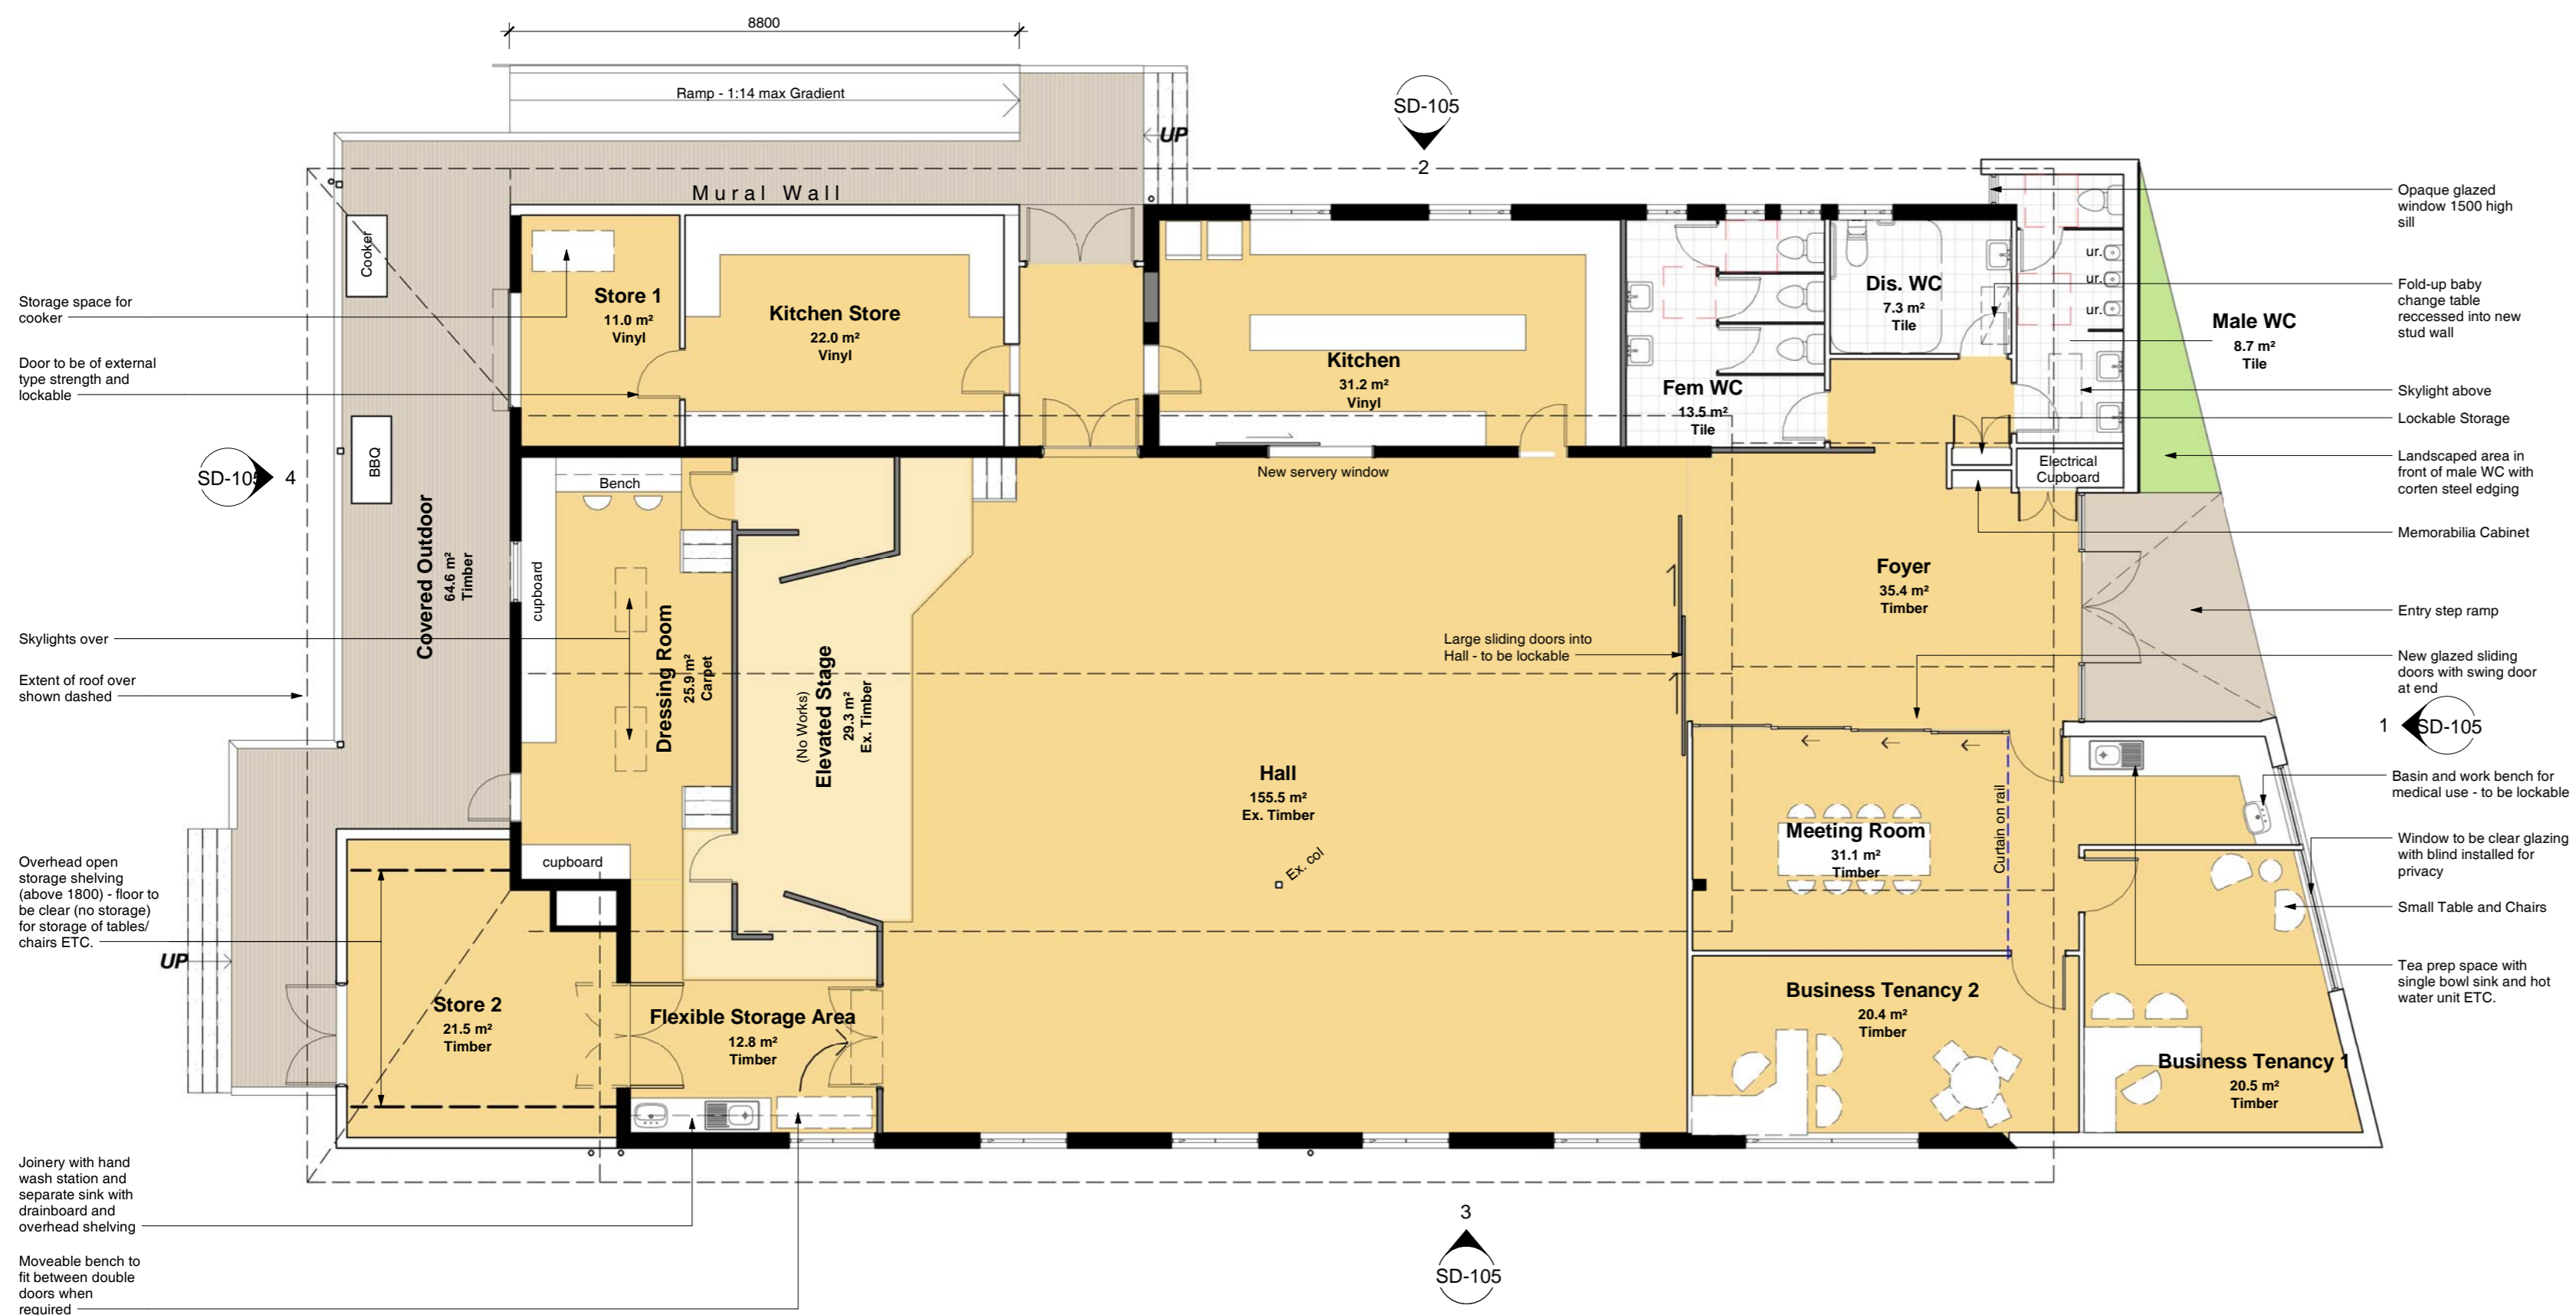 8800
Ramp - 1:14 max Gradient
UP
SD-105
2
Mural Wall
Cooker
BBQ
Covered Outdoor
64.6 m²
Timber
Store 1
11.0 m²
Vinyl
Kitchen Store
22.0 m²
Vinyl
Kitchen
31.2 m²
Vinyl
Fem WC
13.5 m²
Tile
Dis. WC
7.3 m²
Tile
ur.
ur.
ur.
Male WC
8.7 m²
Tile
Electrical
Cupboard
New servery window
Bench
cupboard
Dressing Room
25.9 m²
Carpet
cupboard
(No Works)
Elevated Stage
29.3 m²
Ex. Timber
Hall
155.5 m²
Ex. Timber
Ex. col
Large sliding doors into
Hall - to be lockable
Foyer
35.4 m²
Timber
Meeting Room
31.1 m²
Timber
Curtain on rail
Business Tenancy 2
20.4 m²
Timber
Business Tenancy 1
20.5 m²
Timber
Store 2
21.5 m²
Timber
Flexible Storage Area
12.8 m²
Timber
UP
Storage space for
cooker
Door to be of external
type strength and
lockable
SD-105
4
Skylights over
Extent of roof over
shown dashed
Overhead open
storage shelving
(above 1800) - floor to
be clear (no storage)
for storage of tables/
chairs ETC.
Joinery with hand
wash station and
separate sink with
drainboard and
overhead shelving
Moveable bench to
fit between double
doors when
required
3
SD-105
Opaque glazed
window 1500 high
sill
Fold-up baby
change table
reccessed into new
stud wall
Skylight above
Lockable Storage
Landscaped area in
front of male WC with
corten steel edging
Memorabilia Cabinet
Entry step ramp
New glazed sliding
doors with swing door
at end
1
SD-105
Basin and work bench for
medical use - to be lockable
Window to be clear glazing
with blind installed for
privacy
Small Table and Chairs
Tea prep space with
single bowl sink and hot
water unit ETC.